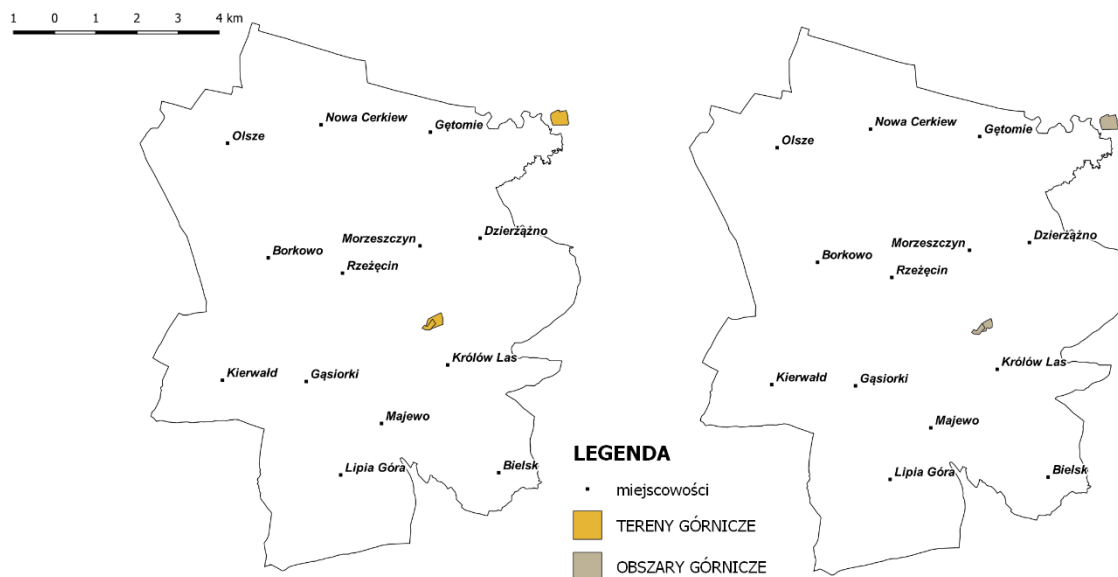 1 0 1 2 3 4 km
Nowa Cerkiew
Olsze
Gętomie
Dzierżążno
Morzeszczyn
Borkowo
Rzeżęcin
Królów Las
Kierwałd
Gąsiorki
Majewo
Lipia Góra
Bielsk
Nowa Cerkiew
Olsze
Gętomie
Dzierżążno
Morzeszczyn
Borkowo
Rzeżęcin
Królów Las
Kierwałd
Gąsiorki
Majewo
Lipia Góra
Bielsk
LEGENDA
miejscowości
TERENY GÓRNICZE
OBSZARY GÓRNICZE